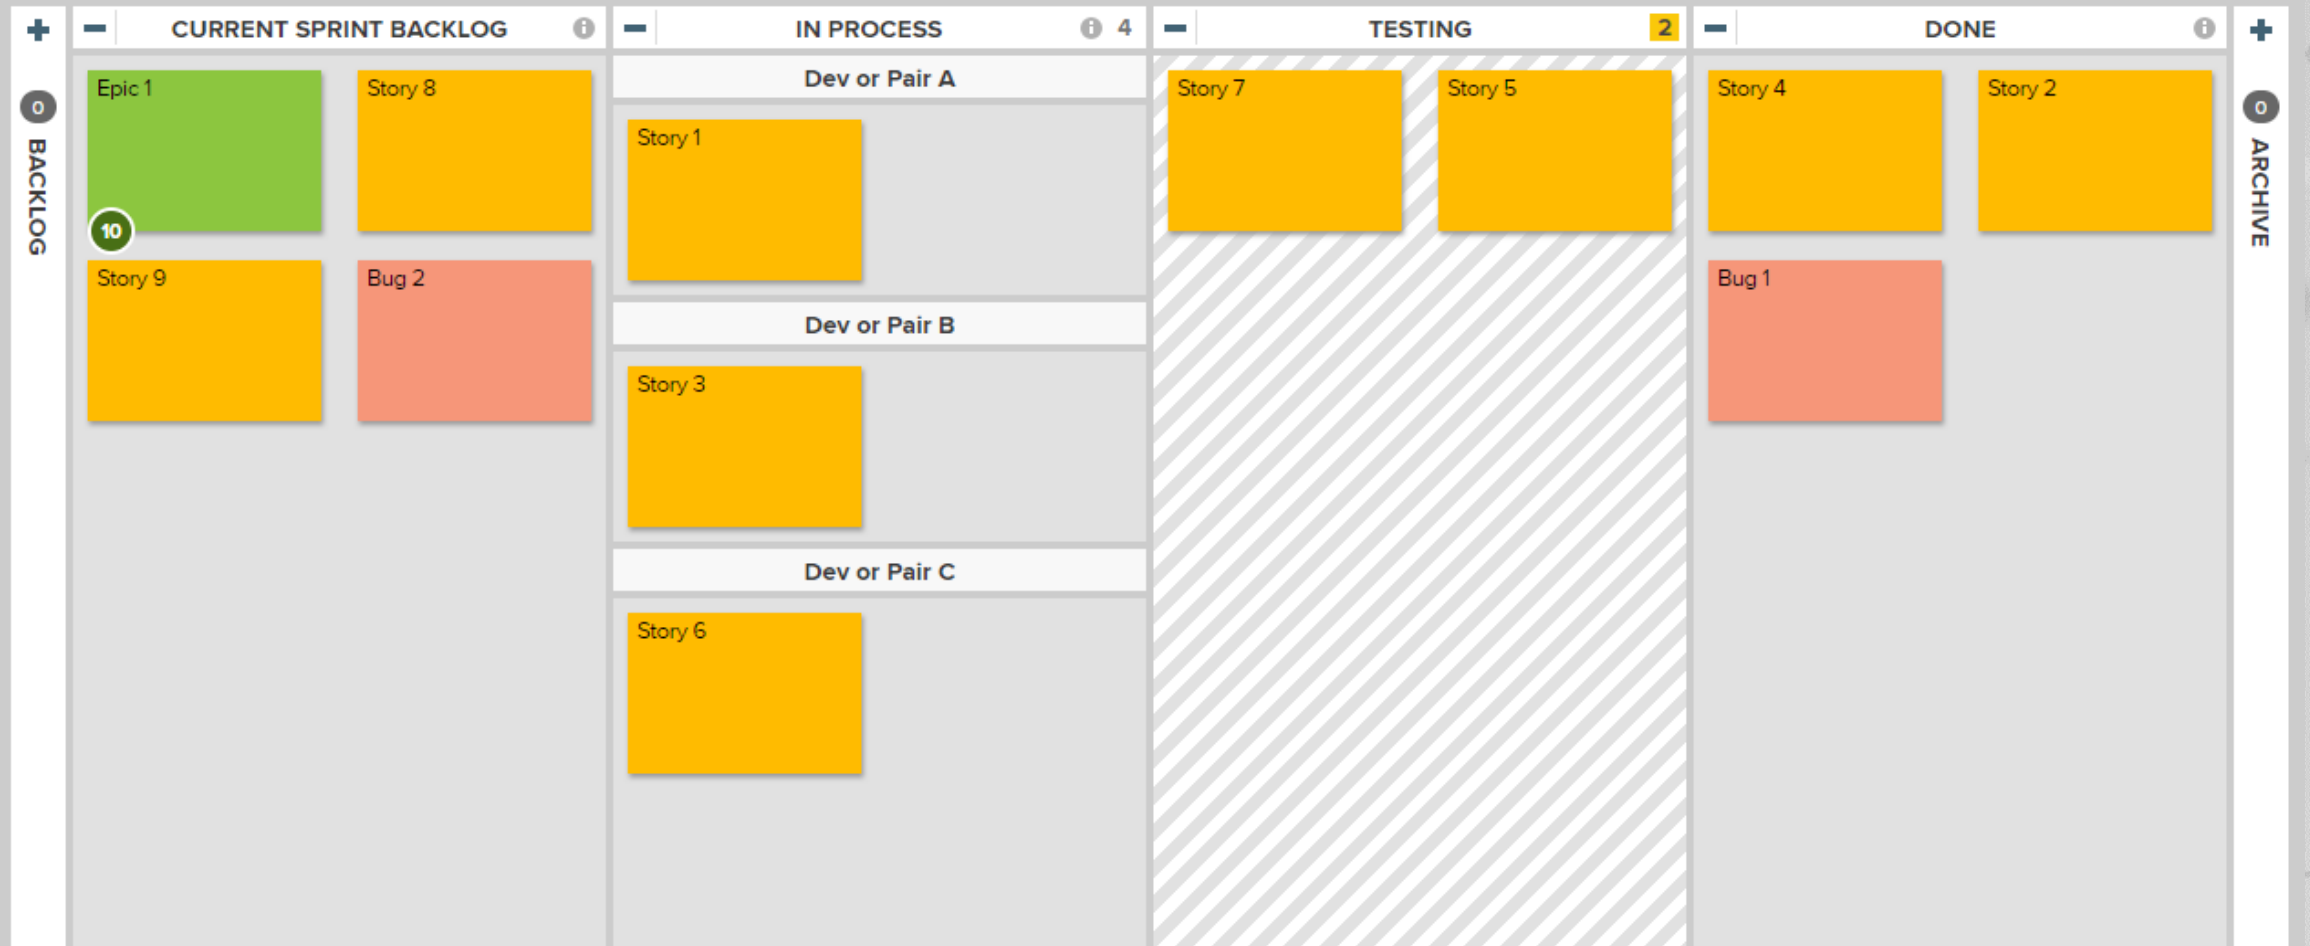 CURRENT SPRINT BACKLOG
IN PROCESS 4
TESTING 2
DONE
0
BACKLOG
Epic 1
10
Story 8
Story 9
Bug 2
Dev or Pair A
Story 1
Dev or Pair B
Story 3
Dev or Pair C
Story 6
Story 7
Story 5
Story 4
Story 2
Bug 1
0
ARCHIVE